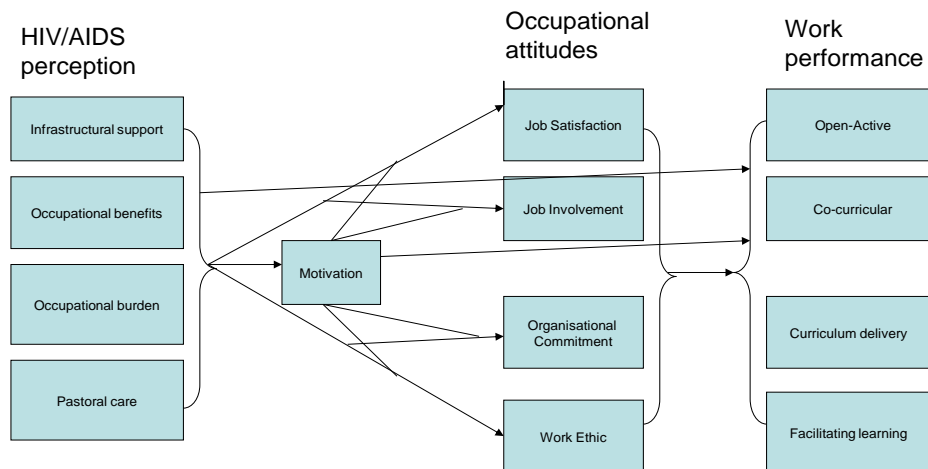 HIV/AIDS
perception
Occupational
attitudes
Work
performance
Infrastructural support
Occupational benefits
Occupational burden
Pastoral care
Motivation
Job Satisfaction
Job Involvement
Organisational
Commitment
Work Ethic
Open-Active
Co-curricular
Curriculum delivery
Facilitating learning